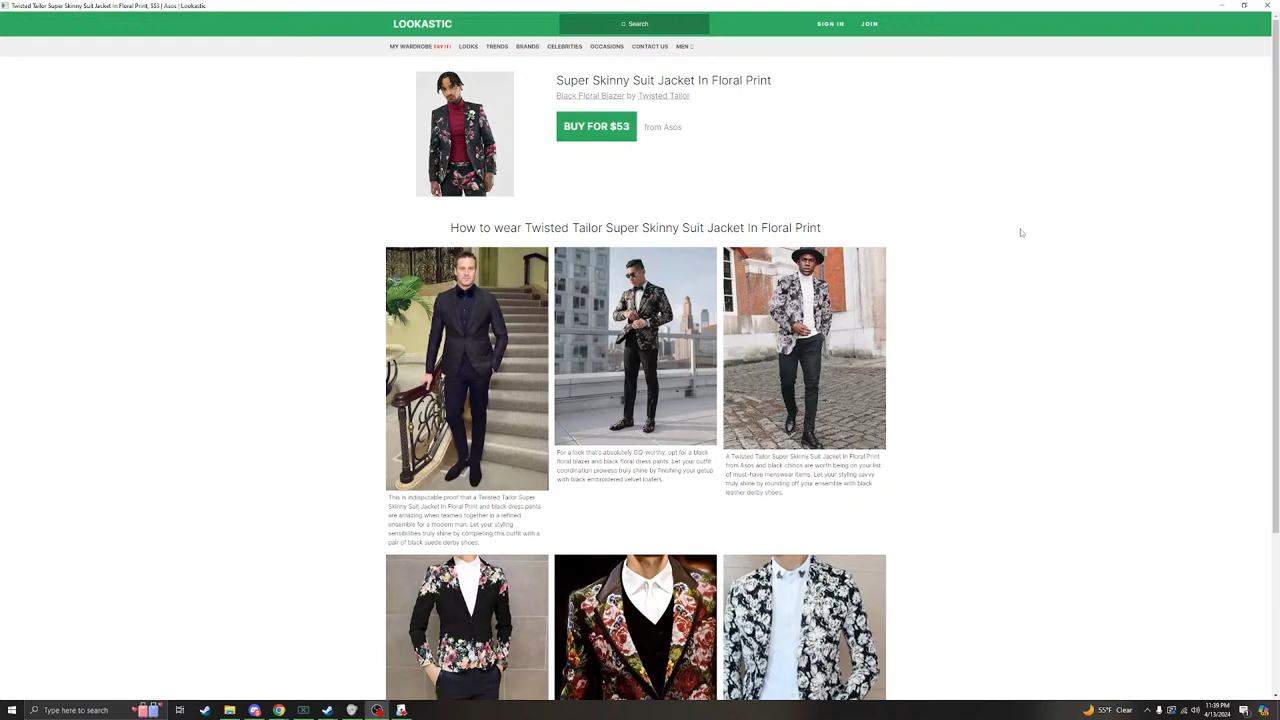 Twisted Tailor Super Skinny Suit Jacket In Floral Print, $53 | Asos | Lookastic
LOOKASTIC
Search
SIGN IN
JOIN
MY WARDROBE TRY IT!
LOOKS
TRENDS
BRANDS
CELEBRITIES
OCCASIONS
CONTACT US
MEN
Super Skinny Suit Jacket In Floral Print
Black Floral Blazer by Twisted Tailor
BUY FOR $53
from Asos
How to wear Twisted Tailor Super Skinny Suit Jacket In Floral Print
This is indisputable proof that a Twisted Tailor Super
Skinny Suit Jacket In Floral Print and black dress pants
are amazing when teamed together in a refined
ensemble for a modern man. Let your styling
sensibilities truly shine by completing this outfit with a
pair of black suede derby shoes.
For a look that's absolutely GQ-worthy, opt for a black
floral blazer and black floral dress pants. Let your outfit
coordination prowess truly shine by finishing your getup
with black embroidered velvet loafers.
A Twisted Tailor Super Skinny Suit Jacket In Floral Print
from Asos and black chinos are worth being on your list
of must-have menswear items. Let your styling savvy
truly shine by rounding off your ensemble with black
leather derby shoes.
Type here to search
55°F Clear
11:39 PM
4/13/2024